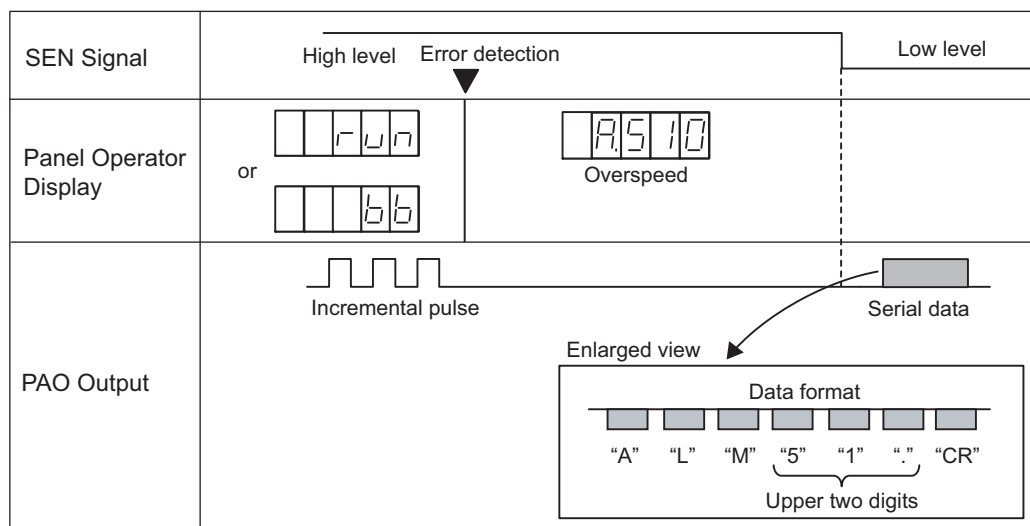 SEN Signal
High level
Error detection
Low level
Panel Operator
Display
or
run
bb
A.510
Overspeed
PAO Output
Incremental pulse
Serial data
Enlarged view
Data format
“A” “L” “M” “5” “1” “.” “CR”
Upper two digits